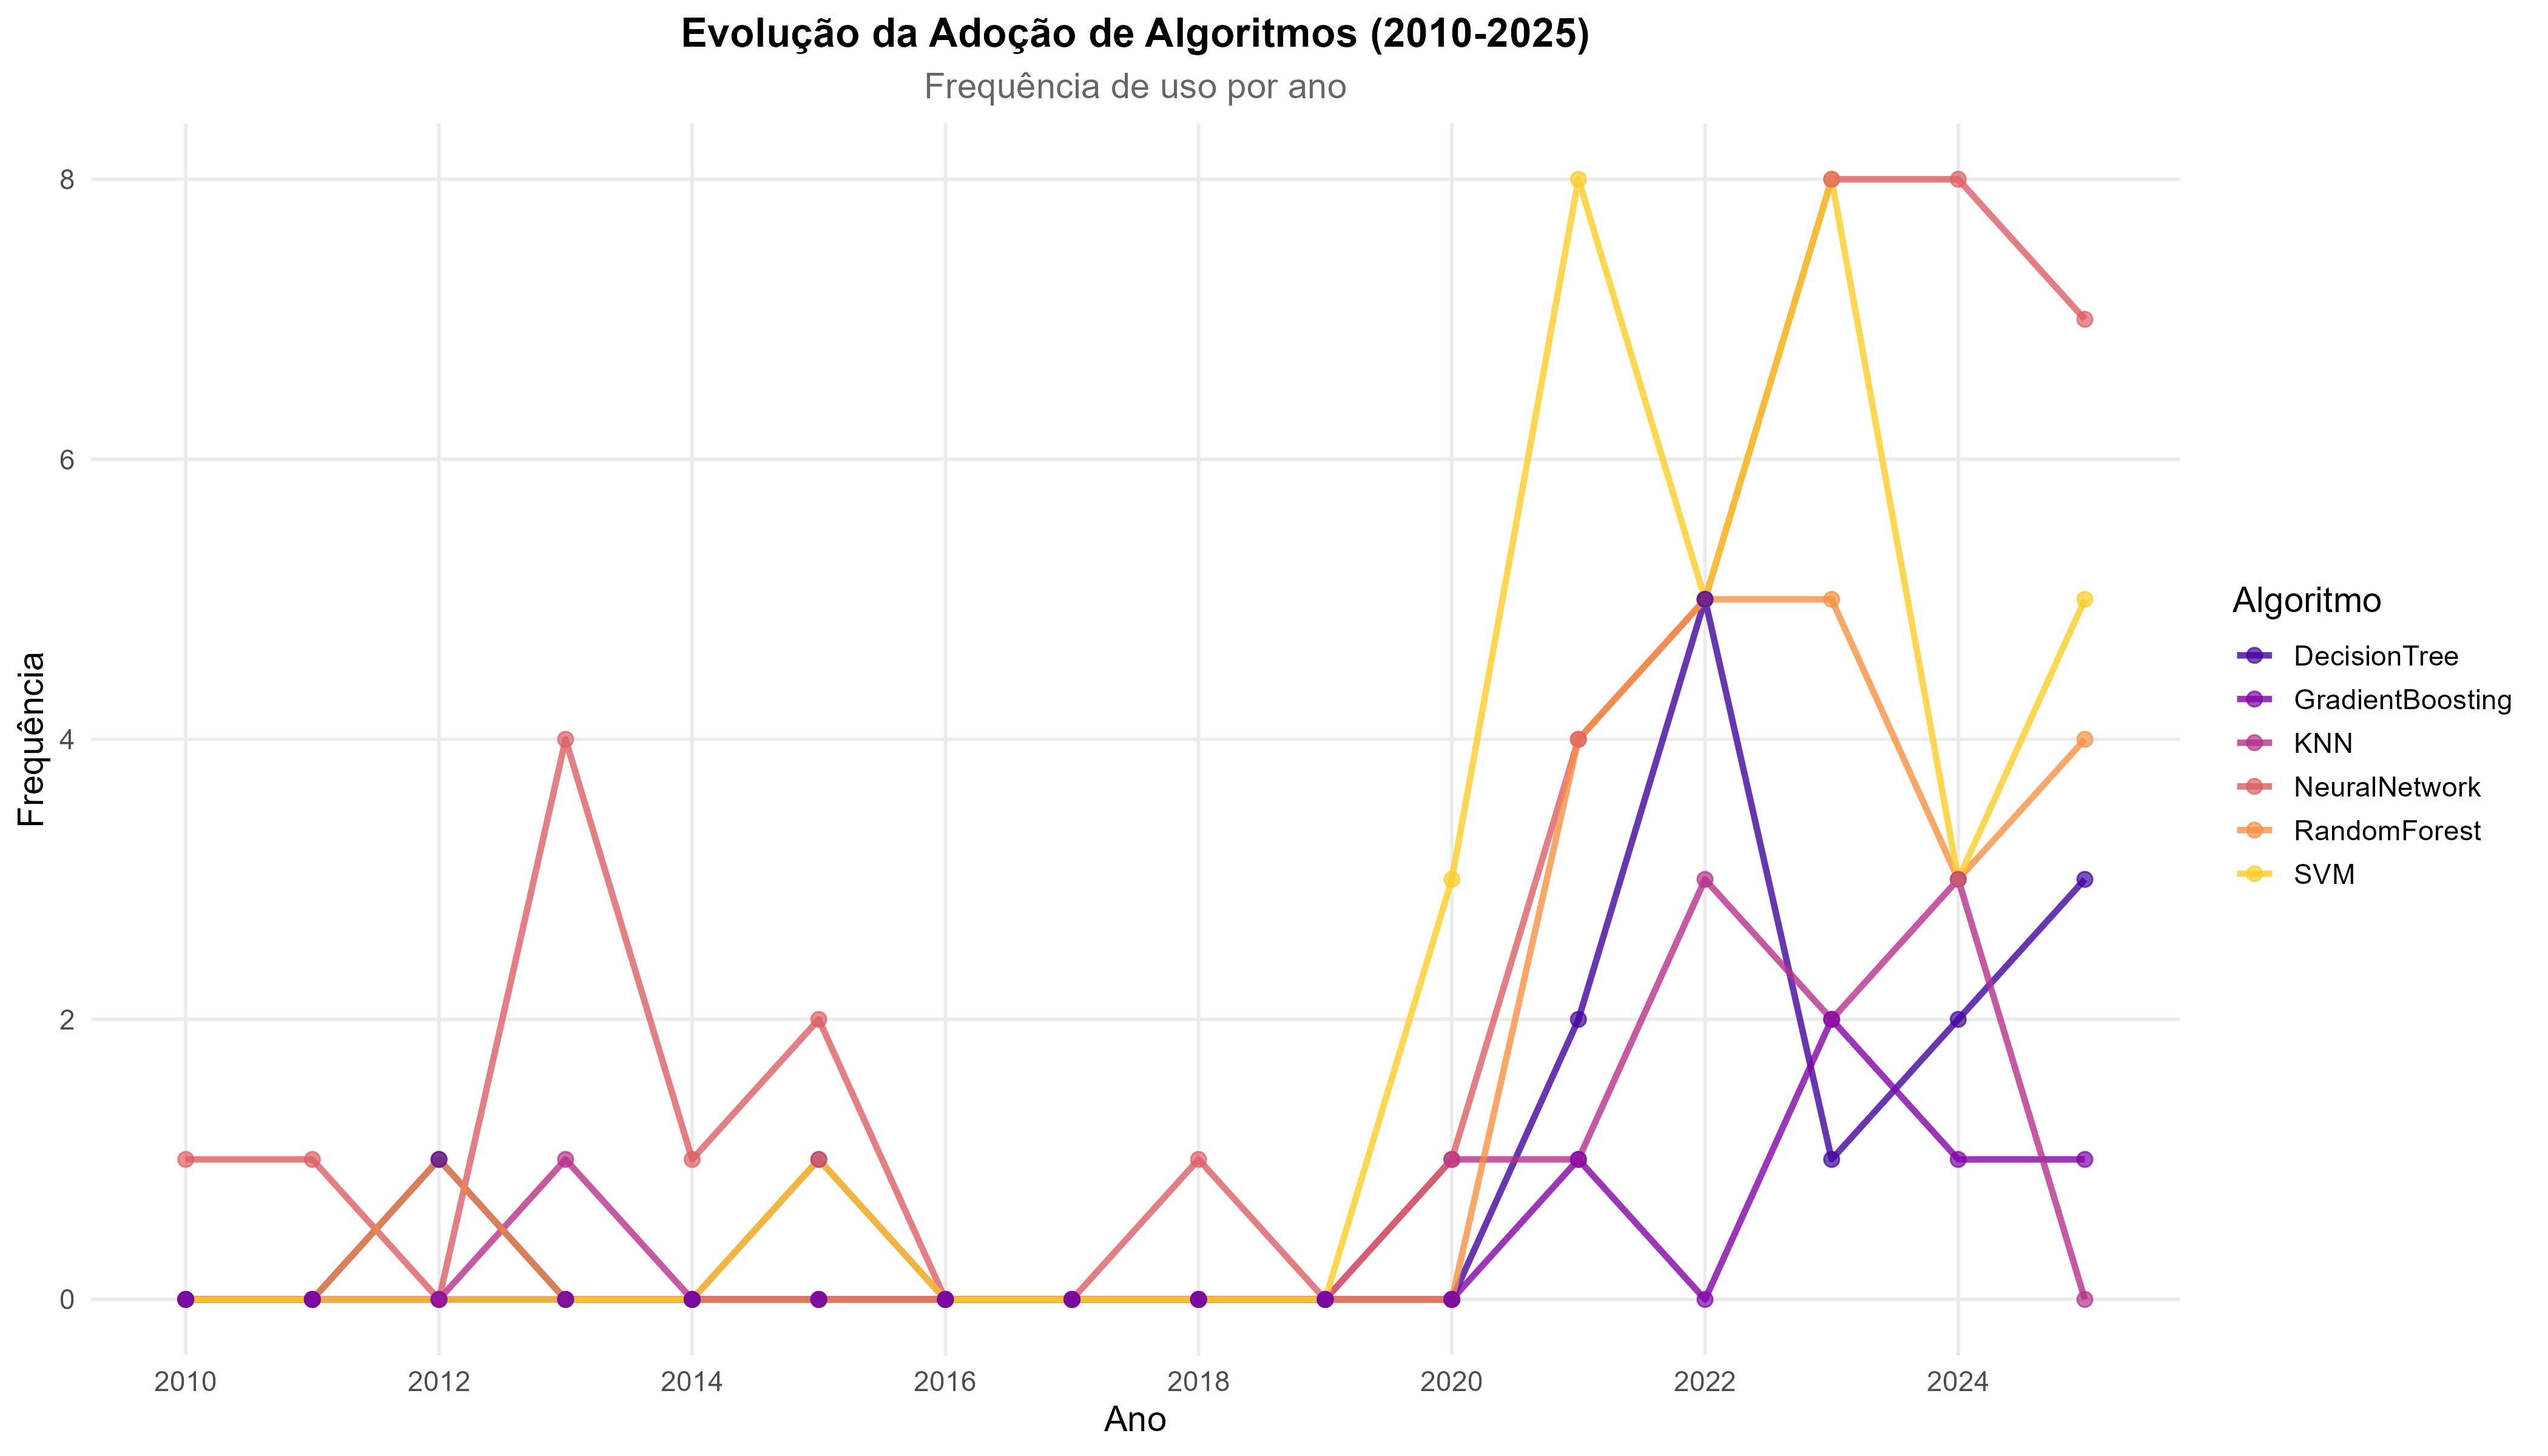 Evolução da Adoção de Algoritmos (2010-2025)
Frequência de uso por ano
Frequência
8
6
4
2
0
2010
2012
2014
2016
2018
2020
2022
2024
Ano
Algoritmo
DecisionTree
GradientBoosting
KNN
NeuralNetwork
RandomForest
SVM